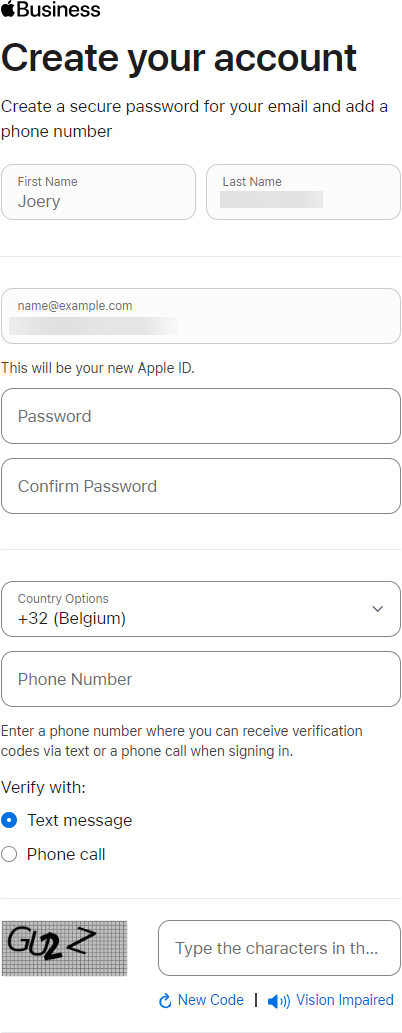 Business
Create your account
Create a secure password for your email and add a
phone number
First Name
Joery
Last Name
name@example.com
This will be your new Apple ID.
Password
Confirm Password
Country Options
+32 (Belgium)
Phone Number
Enter a phone number where you can receive verification
codes via text or a phone call when signing in.
Verify with:
Text message
Phone call
GU2Z
Type the characters in th...
New Code | Vision Impaired